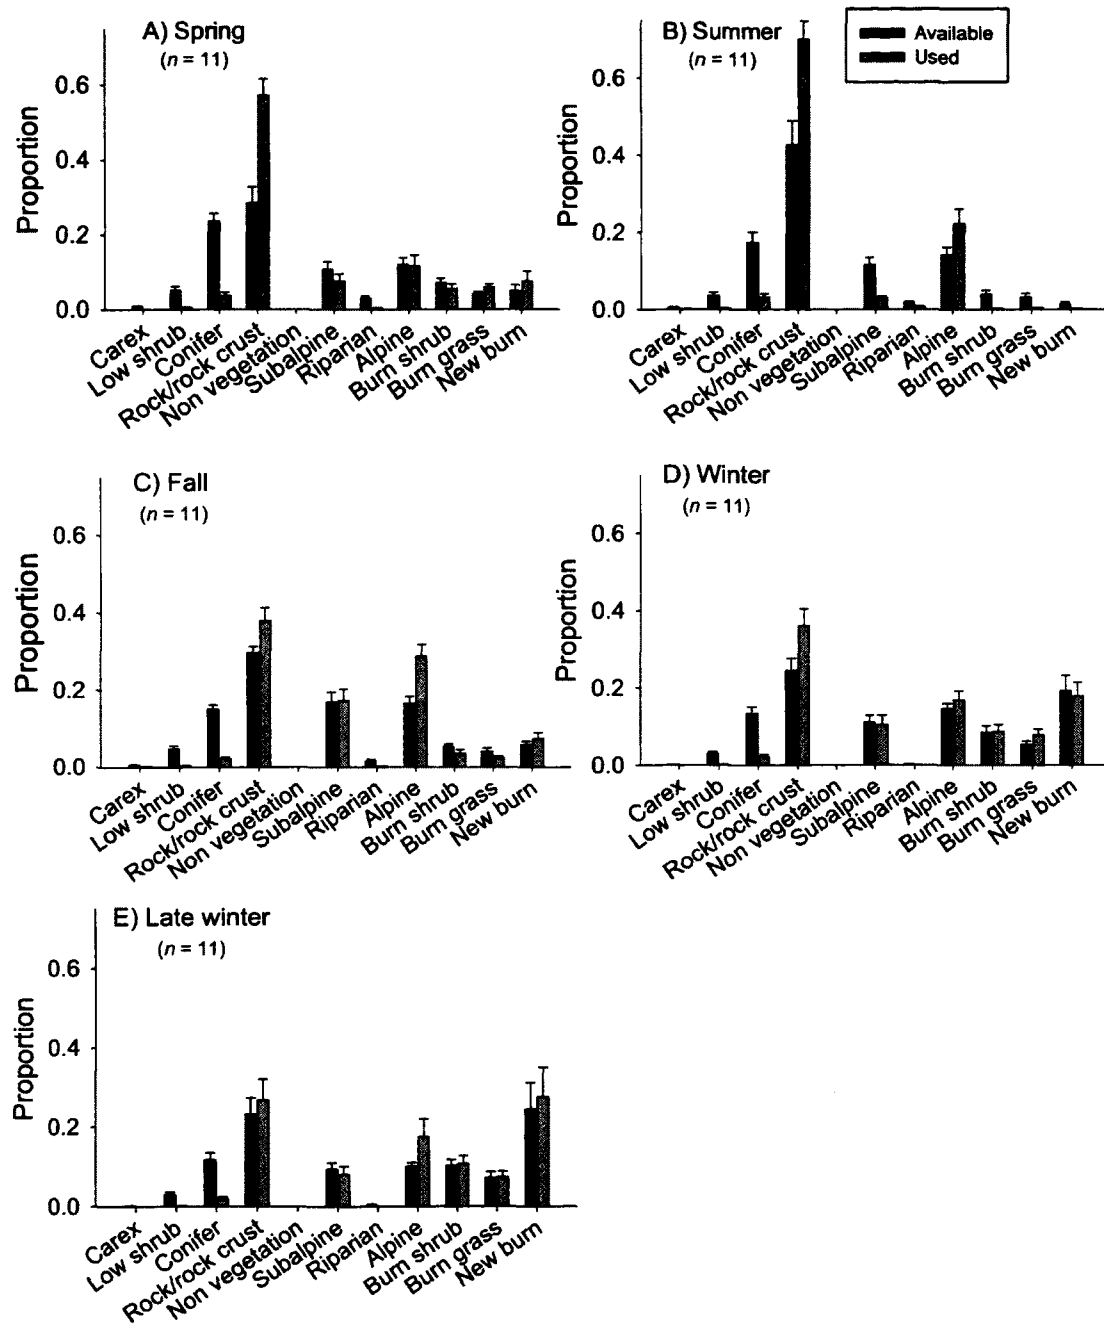 A) Spring
(n = 11)
Proportion
0.6
0.4
0.2
0.0
Carex
Low shrub
Conifer
Rock/rock crust
Non vegetation
Subalpine
Riparian
Alpine
Burn shrub
Burn grass
New burn
B) Summer
(n = 11)
Available
Used
Proportion
0.6
0.4
0.2
0.0
Carex
Low shrub
Conifer
Rock/rock crust
Non vegetation
Subalpine
Riparian
Alpine
Burn shrub
Burn grass
New burn
C) Fall
(n = 11)
Proportion
0.6
0.4
0.2
0.0
Carex
Low shrub
Conifer
Rock/rock crust
Non vegetation
Subalpine
Riparian
Alpine
Burn shrub
Burn grass
New burn
D) Winter
(n = 11)
Proportion
0.6
0.4
0.2
0.0
Carex
Low shrub
Conifer
Rock/rock crust
Non vegetation
Subalpine
Riparian
Alpine
Burn shrub
Burn grass
New burn
E) Late winter
(n = 11)
Proportion
0.6
0.4
0.2
0.0
Carex
Low shrub
Conifer
Rock/rock crust
Non vegetation
Subalpine
Riparian
Alpine
Burn shrub
Burn grass
New burn